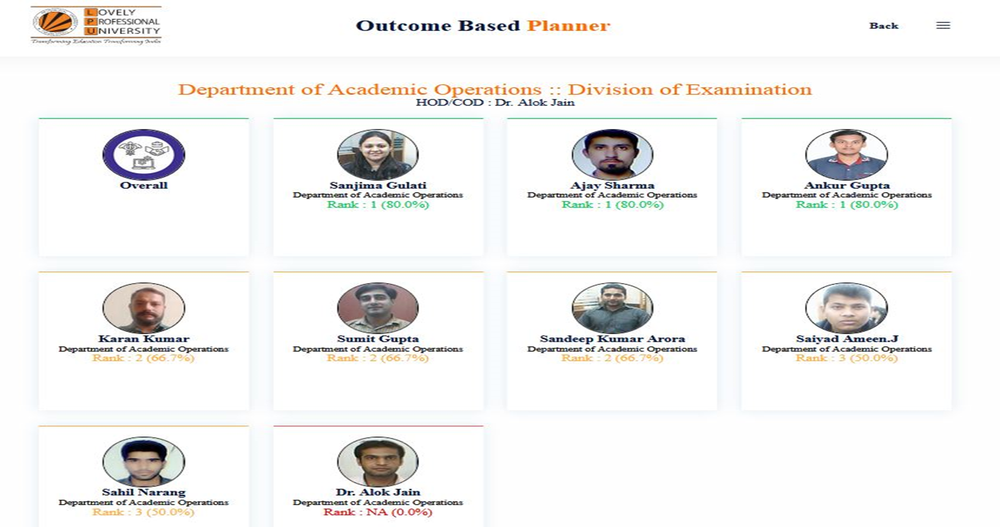 LOVELY
PROFESSIONAL
UNIVERSITY
Transforming Education Transforming India
Outcome Based Planner
Back
Department of Academic Operations :: Division of Examination
HOD/COD : Dr. Alok Jain
Overall
Sanjima Gulati
Department of Academic Operations
Rank : 1 (80.0%)
Ajay Sharma
Department of Academic Operations
Rank : 1 (80.0%)
Ankur Gupta
Department of Academic Operations
Rank : 1 (80.0%)
Karan Kumar
Department of Academic Operations
Rank : 2 (66.7%)
Sumit Gupta
Department of Academic Operations
Rank : 2 (66.7%)
Sandeep Kumar Arora
Department of Academic Operations
Rank : 2 (66.7%)
Saiyad Ameen.J
Department of Academic Operations
Rank : 3 (50.0%)
Sahil Narang
Department of Academic Operations
Rank : 3 (50.0%)
Dr. Alok Jain
Department of Academic Operations
Rank : NA (0.0%)